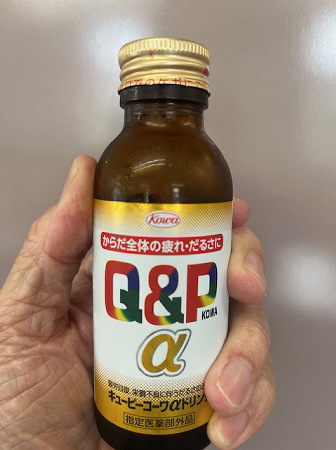 Kowa
からだ全体の疲れ・だるさに
Q&P
KOWA
α
キューピーコーワαドリン
指定医薬部外品